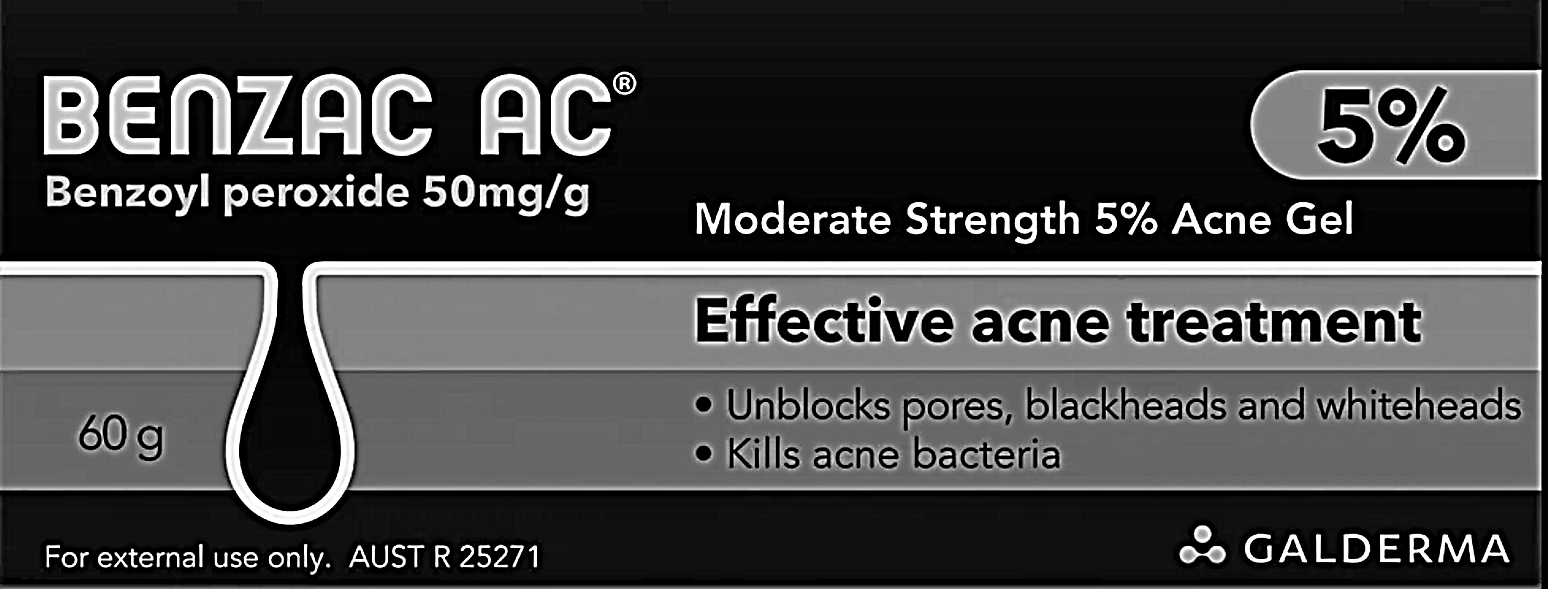 BENZAC AC®
Benzoyl peroxide 50mg/g
5%
Moderate Strength 5% Acne Gel
Effective acne treatment
• Unblocks pores, blackheads and whiteheads
• Kills acne bacteria
60 g
For external use only. AUST R 25271
GALDERMA